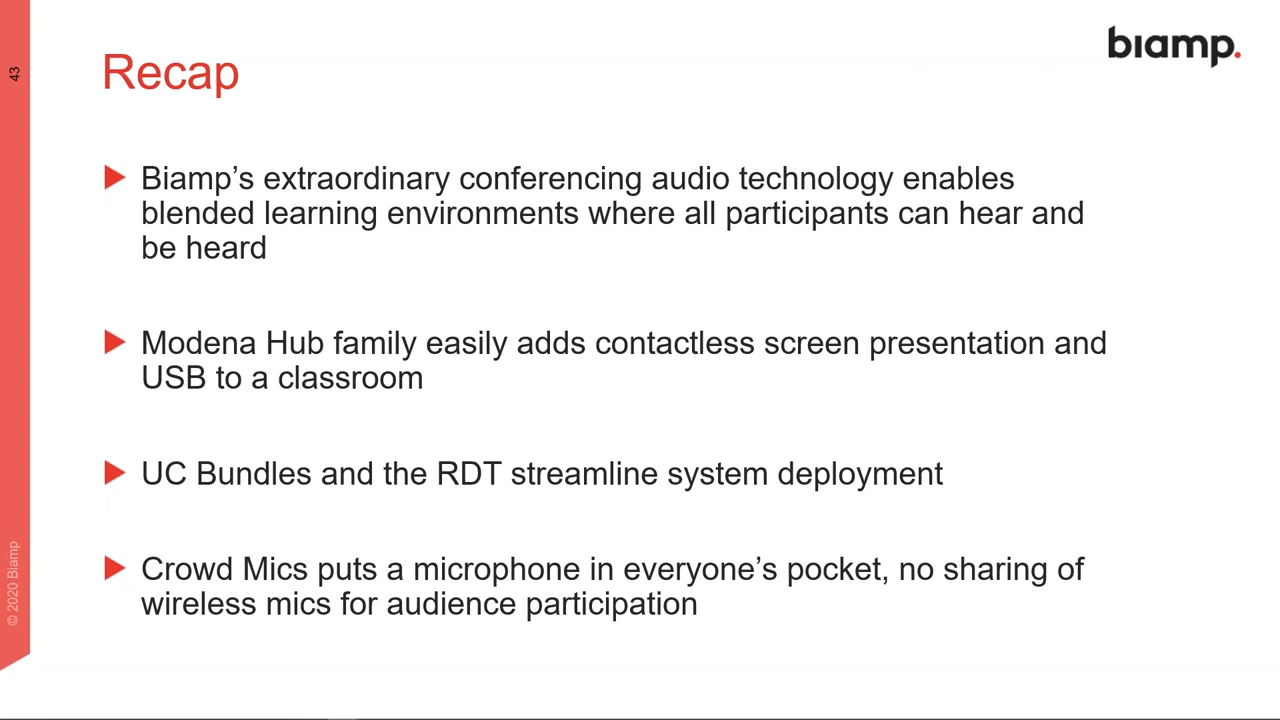 43
Recap
biamp.
Biamp’s extraordinary conferencing audio technology enables
blended learning environments where all participants can hear and
be heard
Modena Hub family easily adds contactless screen presentation and
USB to a classroom
UC Bundles and the RDT streamline system deployment
Crowd Mics puts a microphone in everyone’s pocket, no sharing of
wireless mics for audience participation
© 2020 Biamp